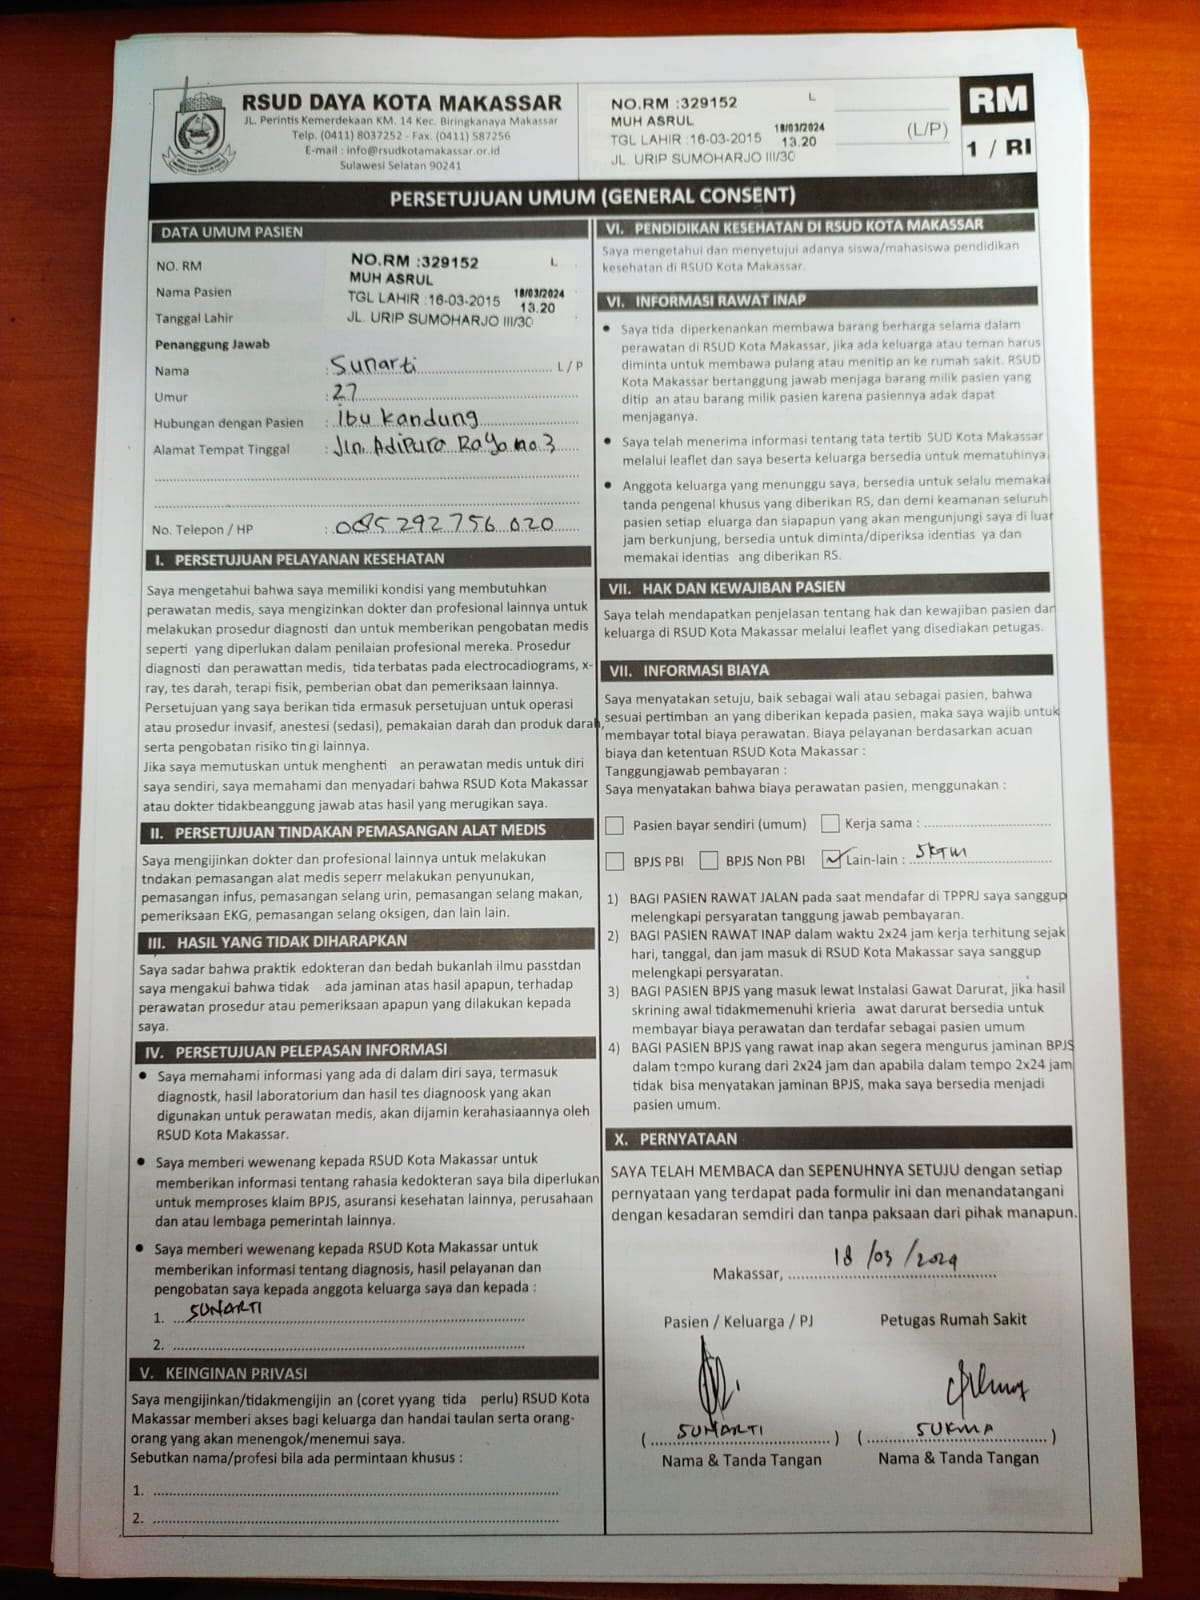 RSUD DAYA KOTA MAKASSAR
JL. Perintis Kemerdekaan KM. 14 Kec. Biringkanaya Makassar
Telp. (0411) 8037252 - Fax. (0411) 587256
E-mail : info@rsudkotamakassar.or.id
Sulawesi Selatan 90241
NO.RM :329152 L
MUH ASRUL
TGL LAHIR :16-03-2015 18/03/2024
13.20
JL. URIP SUMOHARJO III/30
(L/P)
RM
1 / RI
PERSETUJUAN UMUM (GENERAL CONSENT)
DATA UMUM PASIEN
NO. RM
Nama Pasien
Tanggal Lahir
NO.RM :329152 L
MUH ASRUL
TGL LAHIR :16-03-2015 18/03/2024
13.20
JL. URIP SUMOHARJO III/30
Penanggung Jawab
Nama : Sunarti L / P
Umur : 27
Hubungan dengan Pasien : Ibu Kandung
Alamat Tempat Tinggal : Jln. Adipura Raya no 3
No. Telepon / HP : 085 292 756 020
I. PERSETUJUAN PELAYANAN KESEHATAN
Saya mengetahui bahwa saya memiliki kondisi yang membutuhkan
perawatan medis, saya mengizinkan dokter dan profesional lainnya untuk
melakukan prosedur diagnosti dan untuk memberikan pengobatan medis
seperti yang diperlukan dalam penilaian profesional mereka. Prosedur
diagnosti dan perawattan medis, tida terbatas pada electrocadiograms, x-
ray, tes darah, terapi fisik, pemberian obat dan pemeriksaan lainnya.
Persetujuan yang saya berikan tida ermasuk persetujuan untuk operasi
atau prosedur invasif, anestesi (sedasi), pemakaian darah dan produk darah,
serta pengobatan risiko tin gi lainnya.
Jika saya memutuskan untuk menghenti an perawatan medis untuk diri
saya sendiri, saya memahami dan menyadari bahwa RSUD Kota Makassar
atau dokter tidakbeanggung jawab atas hasil yang merugikan saya.
II. PERSETUJUAN TINDAKAN PEMASANGAN ALAT MEDIS
Saya mengijinkan dokter dan profesional lainnya untuk melakukan
tndakan pemasangan alat medis seperr melakukan penyunukan,
pemasangan infus, pemasangan selang urin, pemasangan selang makan,
pemeriksaan EKG, pemasangan selang oksigen, dan lain lain.
III. HASIL YANG TIDAK DIHARAPKAN
Saya sadar bahwa praktik edokteran dan bedah bukanlah ilmu passtdan
saya mengakui bahwa tidak ada jaminan atas hasil apapun, terhadap
perawatan prosedur atau pemeriksaan apapun yang dilakukan kepada
saya.
IV. PERSETUJUAN PELEPASAN INFORMASI
• Saya memahami informasi yang ada di dalam diri saya, termasuk
diagnostk, hasil laboratorium dan hasil tes diagnoosk yang akan
digunakan untuk perawatan medis, akan dijamin kerahasiaannya oleh
RSUD Kota Makassar.
• Saya memberi wewenang kepada RSUD Kota Makassar untuk
memberikan informasi tentang rahasia kedokteran saya bila diperlukan
untuk memproses klaim BPJS, asuransi kesehatan lainnya, perusahaan
dan atau lembaga pemerintah lainnya.
• Saya memberi wewenang kepada RSUD Kota Makassar untuk
memberikan informasi tentang diagnosis, hasil pelayanan dan
pengobatan saya kepada anggota keluarga saya dan kepada :
1. SUNARTI
2.
V. KEINGINAN PRIVASI
Saya mengijinkan/tidakmengijin an (coret yyang tida perlu) RSUD Kota
Makassar memberi akses bagi keluarga dan handai taulan serta orang-
orang yang akan menengok/menemui saya.
Sebutkan nama/profesi bila ada permintaan khusus :
1.
2.
VI. PENDIDIKAN KESEHATAN DI RSUD KOTA MAKASSAR
Saya mengetahui dan menyetujui adanya siswa/mahasiswa pendidikan
kesehatan di RSUD Kota Makassar.
VI. INFORMASI RAWAT INAP
• Saya tida diperkenankan membawa barang berharga selama dalam
perawatan di RSUD Kota Makassar, jika ada keluarga atau teman harus
diminta untuk membawa pulang atau menitip an ke rumah sakit. RSUD
Kota Makassar bertanggung jawab menjaga barang milik pasien yang
ditip an atau barang milik pasien karena pasiennya adak dapat
menjaganya.
• Saya telah menerima informasi tentang tata tertib SUD Kota Makassar
melalui leaflet dan saya beserta keluarga bersedia untuk mematuhinya.
• Anggota keluarga yang menunggu saya, bersedia untuk selalu memakai
tanda pengenal khusus yang diberikan RS, dan demi keamanan seluruh
pasien setiap eluarga dan siapapun yang akan mengunjungi saya di luar
jam berkunjung, bersedia untuk diminta/diperiksa identias ya dan
memakai identias ang diberikan RS.
VII. HAK DAN KEWAJIBAN PASIEN
Saya telah mendapatkan penjelasan tentang hak dan kewajiban pasien dan
keluarga di RSUD Kota Makassar melalui leaflet yang disediakan petugas.
VII. INFORMASI BIAYA
Saya menyatakan setuju, baik sebagai wali atau sebagai pasien, bahwa
sesuai pertimban an yang diberikan kepada pasien, maka saya wajib untuk
membayar total biaya perawatan. Biaya pelayanan berdasarkan acuan
biaya dan ketentuan RSUD Kota Makassar :
Tanggungjawab pembayaran :
Saya menyatakan bahwa biaya perawatan pasien, menggunakan :
Pasien bayar sendiri (umum) Kerja sama :
BPJS PBI BPJS Non PBI Lain-lain : SKTM
1) BAGI PASIEN RAWAT JALAN pada saat mendafar di TPPRJ saya sanggup
melengkapi persyaratan tanggung jawab pembayaran.
2) BAGI PASIEN RAWAT INAP dalam waktu 2x24 jam kerja terhitung sejak
hari, tanggal, dan jam masuk di RSUD Kota Makassar saya sanggup
melengkapi persyaratan.
3) BAGI PASIEN BPJS yang masuk lewat Instalasi Gawat Darurat, jika hasil
skrining awal tidakmemenuhi krieria awat darurat bersedia untuk
membayar biaya perawatan dan terdafar sebagai pasien umum
4) BAGI PASIEN BPJS yang rawat inap akan segera mengurus jaminan BPJS
dalam tempo kurang dari 2x24 jam dan apabila dalam tempo 2x24 jam
tidak bisa menyatakan jaminan BPJS, maka saya bersedia menjadi
pasien umum.
X. PERNYATAAN
SAYA TELAH MEMBACA dan SEPENUHNYA SETUJU dengan setiap
pernyataan yang terdapat pada formulir ini dan menandatangani
dengan kesadaran semdiri dan tanpa paksaan dari pihak manapun.
Makassar, 18 /03 /2024
Pasien / Keluarga / PJ Petugas Rumah Sakit
( SUNARTI ) ( SUKMA )
Nama & Tanda Tangan Nama & Tanda Tangan